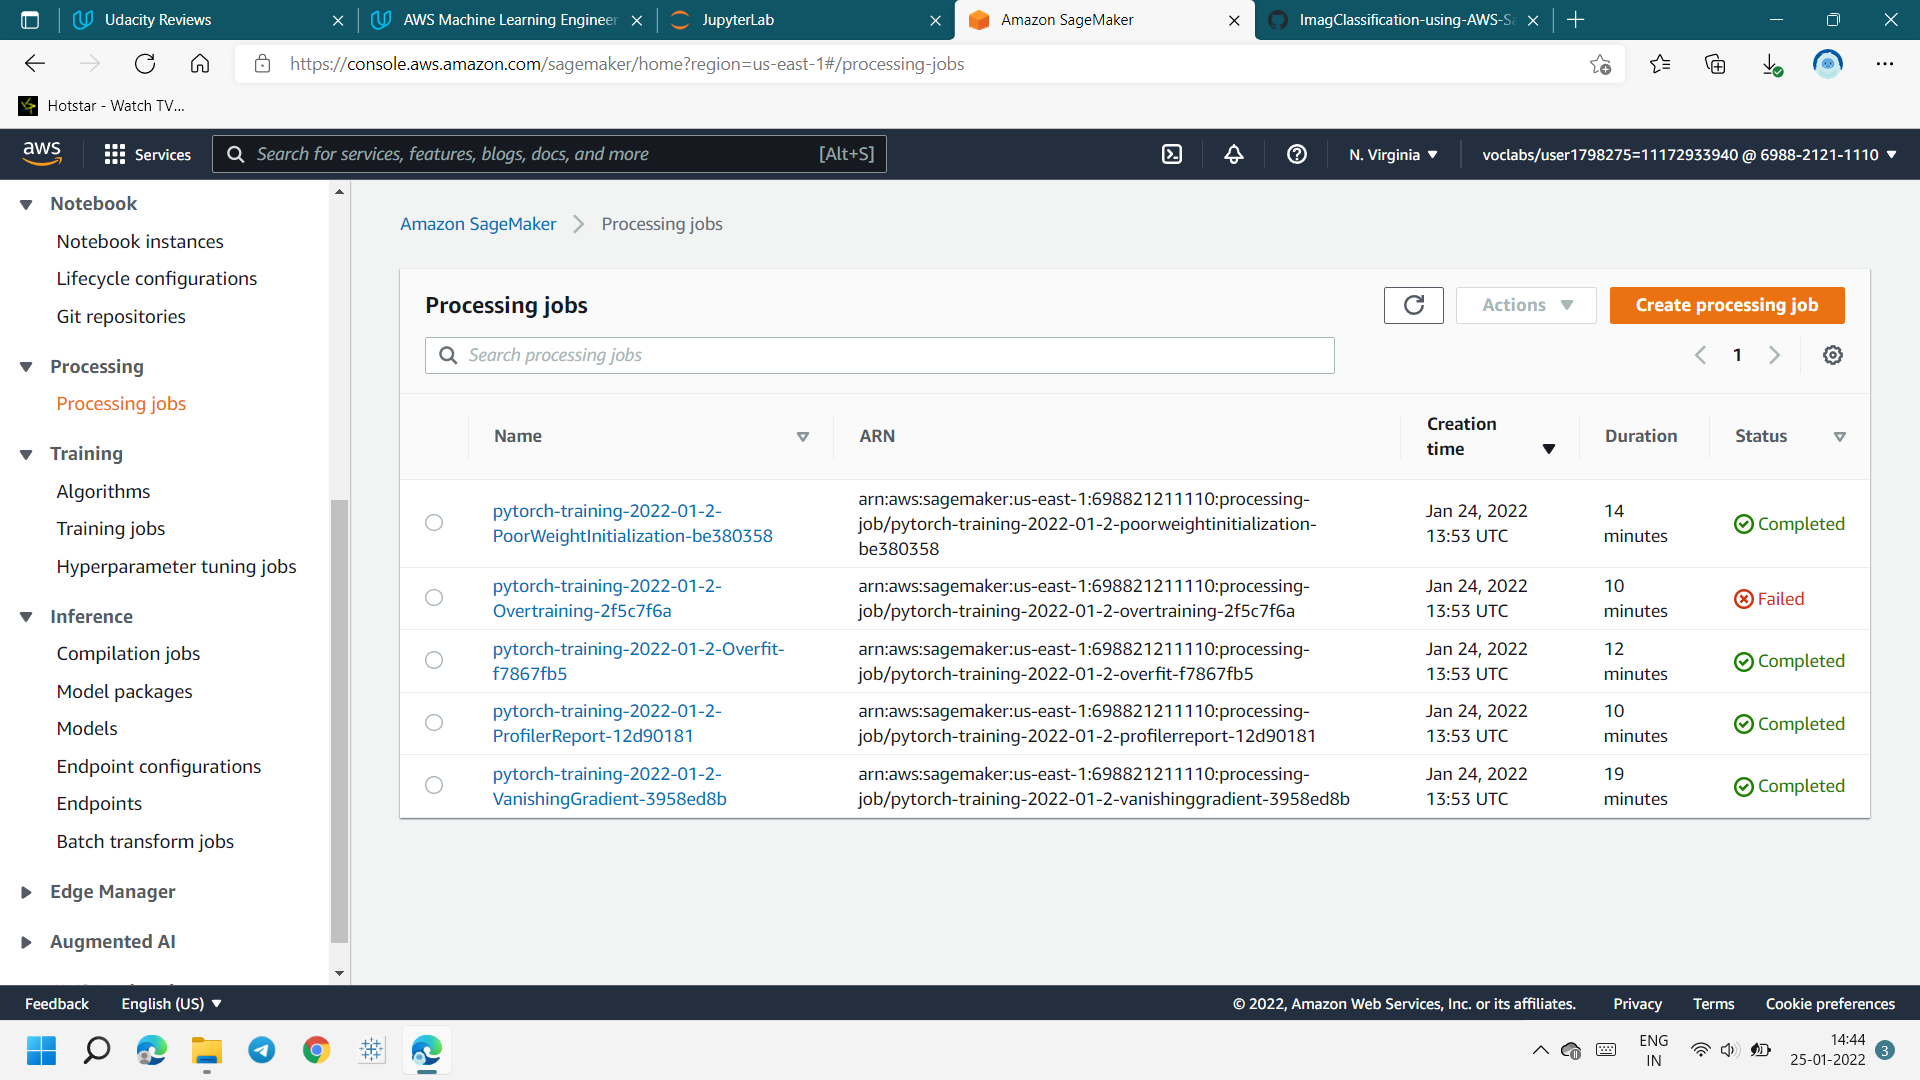 Udacity Reviews
AWS Machine Learning Engineer
JupyterLab
Amazon SageMaker
ImagClassification-using-AWS-Sa
https://console.aws.amazon.com/sagemaker/home?region=us-east-1#/processing-jobs
Hotstar - Watch TV...
aws
Services
Search for services, features, blogs, docs, and more
[Alt+S]
N. Virginia
voclabs/user1798275=11172933940 @ 6988-2121-1110
Notebook
Notebook instances
Lifecycle configurations
Git repositories
Processing
Processing jobs
Training
Algorithms
Training jobs
Hyperparameter tuning jobs
Inference
Compilation jobs
Model packages
Models
Endpoint configurations
Endpoints
Batch transform jobs
Edge Manager
Augmented AI
Amazon SageMaker
Processing jobs
Processing jobs
Actions
Create processing job
Search processing jobs
1
Name
ARN
Creation
time
Duration
Status
pytorch-training-2022-01-2-
PoorWeightInitialization-be380358
arn:aws:sagemaker:us-east-1:698821211110:processing-
job/pytorch-training-2022-01-2-poorweightinitialization-
be380358
Jan 24, 2022
13:53 UTC
14
minutes
Completed
pytorch-training-2022-01-2-
Overtraining-2f5c7f6a
arn:aws:sagemaker:us-east-1:698821211110:processing-
job/pytorch-training-2022-01-2-overtraining-2f5c7f6a
Jan 24, 2022
13:53 UTC
10
minutes
Failed
pytorch-training-2022-01-2-Overfit-
f7867fb5
arn:aws:sagemaker:us-east-1:698821211110:processing-
job/pytorch-training-2022-01-2-overfit-f7867fb5
Jan 24, 2022
13:53 UTC
12
minutes
Completed
pytorch-training-2022-01-2-
ProfilerReport-12d90181
arn:aws:sagemaker:us-east-1:698821211110:processing-
job/pytorch-training-2022-01-2-profilerreport-12d90181
Jan 24, 2022
13:53 UTC
10
minutes
Completed
pytorch-training-2022-01-2-
VanishingGradient-3958ed8b
arn:aws:sagemaker:us-east-1:698821211110:processing-
job/pytorch-training-2022-01-2-vanishinggradient-3958ed8b
Jan 24, 2022
13:53 UTC
19
minutes
Completed
Feedback
English (US)
© 2022, Amazon Web Services, Inc. or its affiliates.
Privacy
Terms
Cookie preferences
ENG
IN
14:44
25-01-2022
3